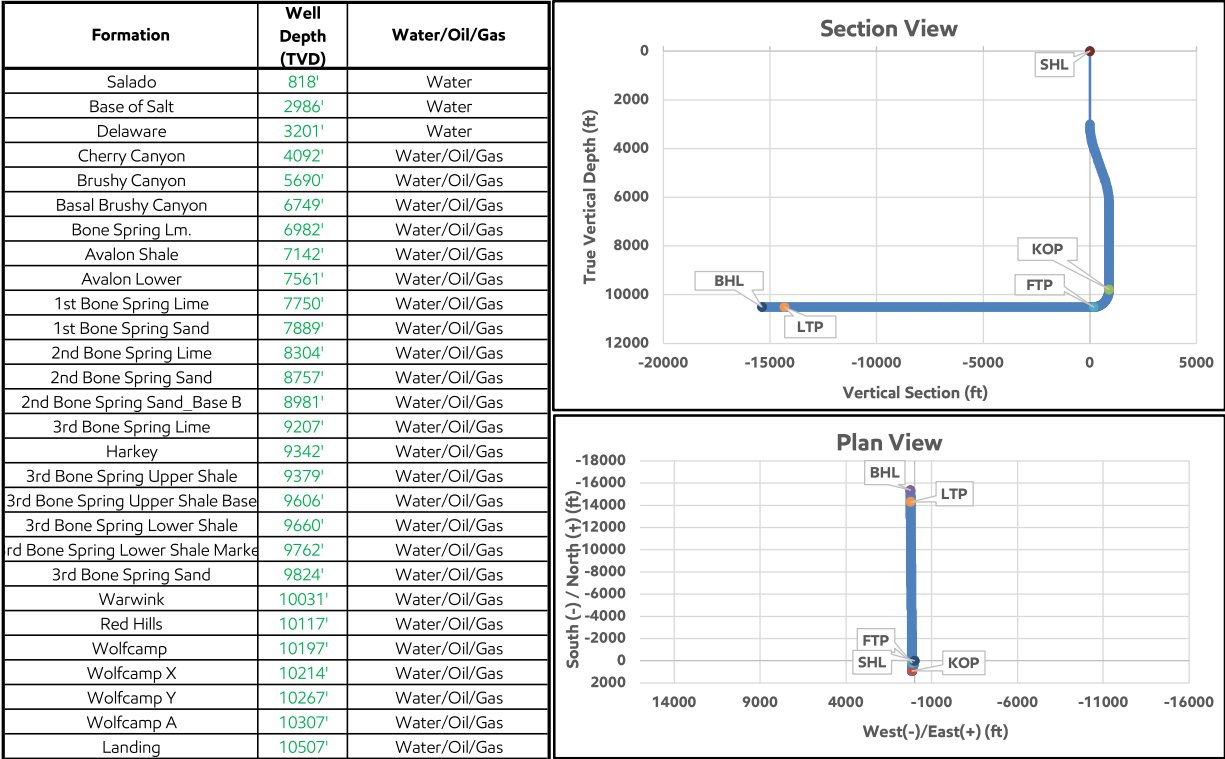 Formation Well Depth (TVD) Water/Oil/Gas
Salado 818' Water
Base of Salt 2986' Water
Delaware 3201' Water
Cherry Canyon 4092' Water/Oil/Gas
Brushy Canyon 5690' Water/Oil/Gas
Basal Brushy Canyon 6749' Water/Oil/Gas
Bone Spring Lm. 6982' Water/Oil/Gas
Avalon Shale 7142' Water/Oil/Gas
Avalon Lower 7561' Water/Oil/Gas
1st Bone Spring Lime 7750' Water/Oil/Gas
1st Bone Spring Sand 7889' Water/Oil/Gas
2nd Bone Spring Lime 8304' Water/Oil/Gas
2nd Bone Spring Sand 8757' Water/Oil/Gas
2nd Bone Spring Sand_Base B 8981' Water/Oil/Gas
3rd Bone Spring Lime 9207' Water/Oil/Gas
Harkey 9342' Water/Oil/Gas
3rd Bone Spring Upper Shale 9379' Water/Oil/Gas
3rd Bone Spring Upper Shale Base 9606' Water/Oil/Gas
3rd Bone Spring Lower Shale 9660' Water/Oil/Gas
rd Bone Spring Lower Shale Marke 9762' Water/Oil/Gas
3rd Bone Spring Sand 9824' Water/Oil/Gas
Warwink 10031' Water/Oil/Gas
Red Hills 10117' Water/Oil/Gas
Wolfcamp 10197' Water/Oil/Gas
Wolfcamp X 10214' Water/Oil/Gas
Wolfcamp Y 10267' Water/Oil/Gas
Wolfcamp A 10307' Water/Oil/Gas
Landing 10507' Water/Oil/Gas
Section View
True Vertical Depth (ft)
0
2000
4000
6000
8000
10000
12000
SHL
KOP
FTP
BHL
LTP
-20000 -15000 -10000 -5000 0 5000
Vertical Section (ft)
Plan View
South (-) / North (+) (ft)
-18000
-16000
14000
12000
10000
-8000
-6000
-4000
-2000
0
2000
BHL
LTP
FTP
SHL
KOP
14000 9000 4000 -1000 -6000 -11000 -16000
West(-)/East(+) (ft)